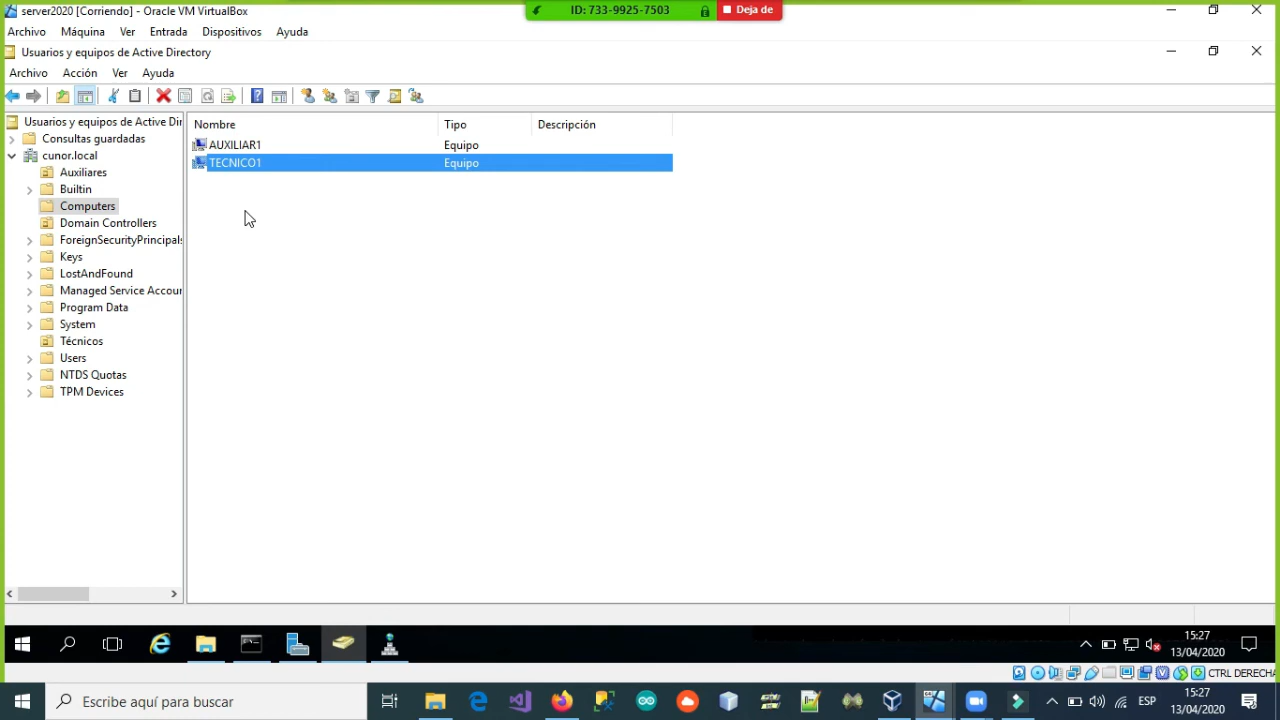 server2020 [Corriendo] - Oracle VM VirtualBox
ID: 733-9925-7503
Deja de
Archivo Máquina Ver Entrada Dispositivos Ayuda
Usuarios y equipos de Active Directory
Archivo Acción Ver Ayuda
Usuarios y equipos de Active Dir
Consultas guardadas
cunor.local
Auxiliares
Builtin
Computers
Domain Controllers
ForeignSecurityPrincipals
Keys
LostAndFound
Managed Service Accour
Program Data
System
Técnicos
Users
NTDS Quotas
TPM Devices
Nombre Tipo Descripción
AUXILIAR1 Equipo
TECNICO1 Equipo
15:27
13/04/2020
CTRL DERECHA
Escribe aquí para buscar
ESP
15:27
13/04/2020